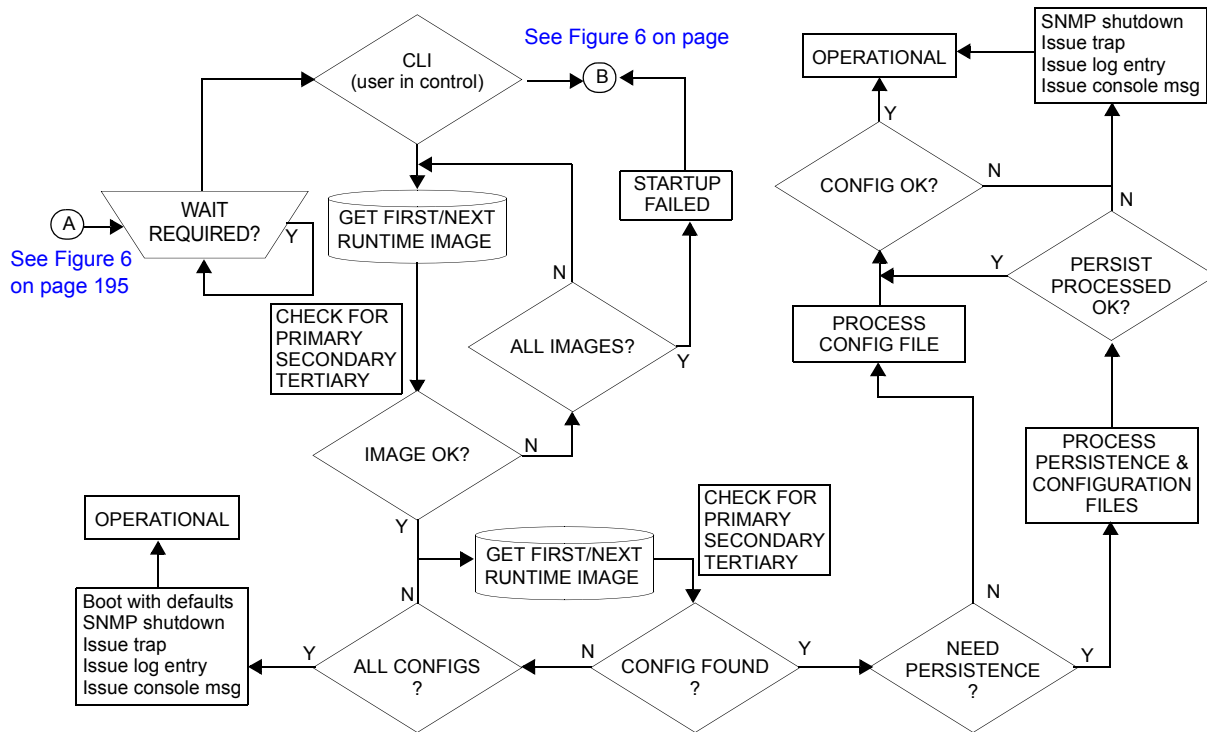 CLI
(user in control)
See Figure 6 on page
B
SNMP shutdown
Issue trap
Issue log entry
Issue console msg
OPERATIONAL
Y
N
CONFIG OK?
N
STARTUP
FAILED
WAIT
REQUIRED?
Y
A
See Figure 6
on page 195
GET FIRST/NEXT
RUNTIME IMAGE
N
Y
PERSIST
PROCESSED
OK?
CHECK FOR
PRIMARY
SECONDARY
TERTIARY
ALL IMAGES?
Y
PROCESS
CONFIG FILE
IMAGE OK?
N
PROCESS
PERSISTENCE &
CONFIGURATION
FILES
OPERATIONAL
Y
GET FIRST/NEXT
RUNTIME IMAGE
CHECK FOR
PRIMARY
SECONDARY
TERTIARY
N
N
Boot with defaults
SNMP shutdown
Issue trap
Issue log entry
Issue console msg
Y
ALL CONFIGS
?
N
CONFIG FOUND
?
Y
NEED
PERSISTENCE
?
Y